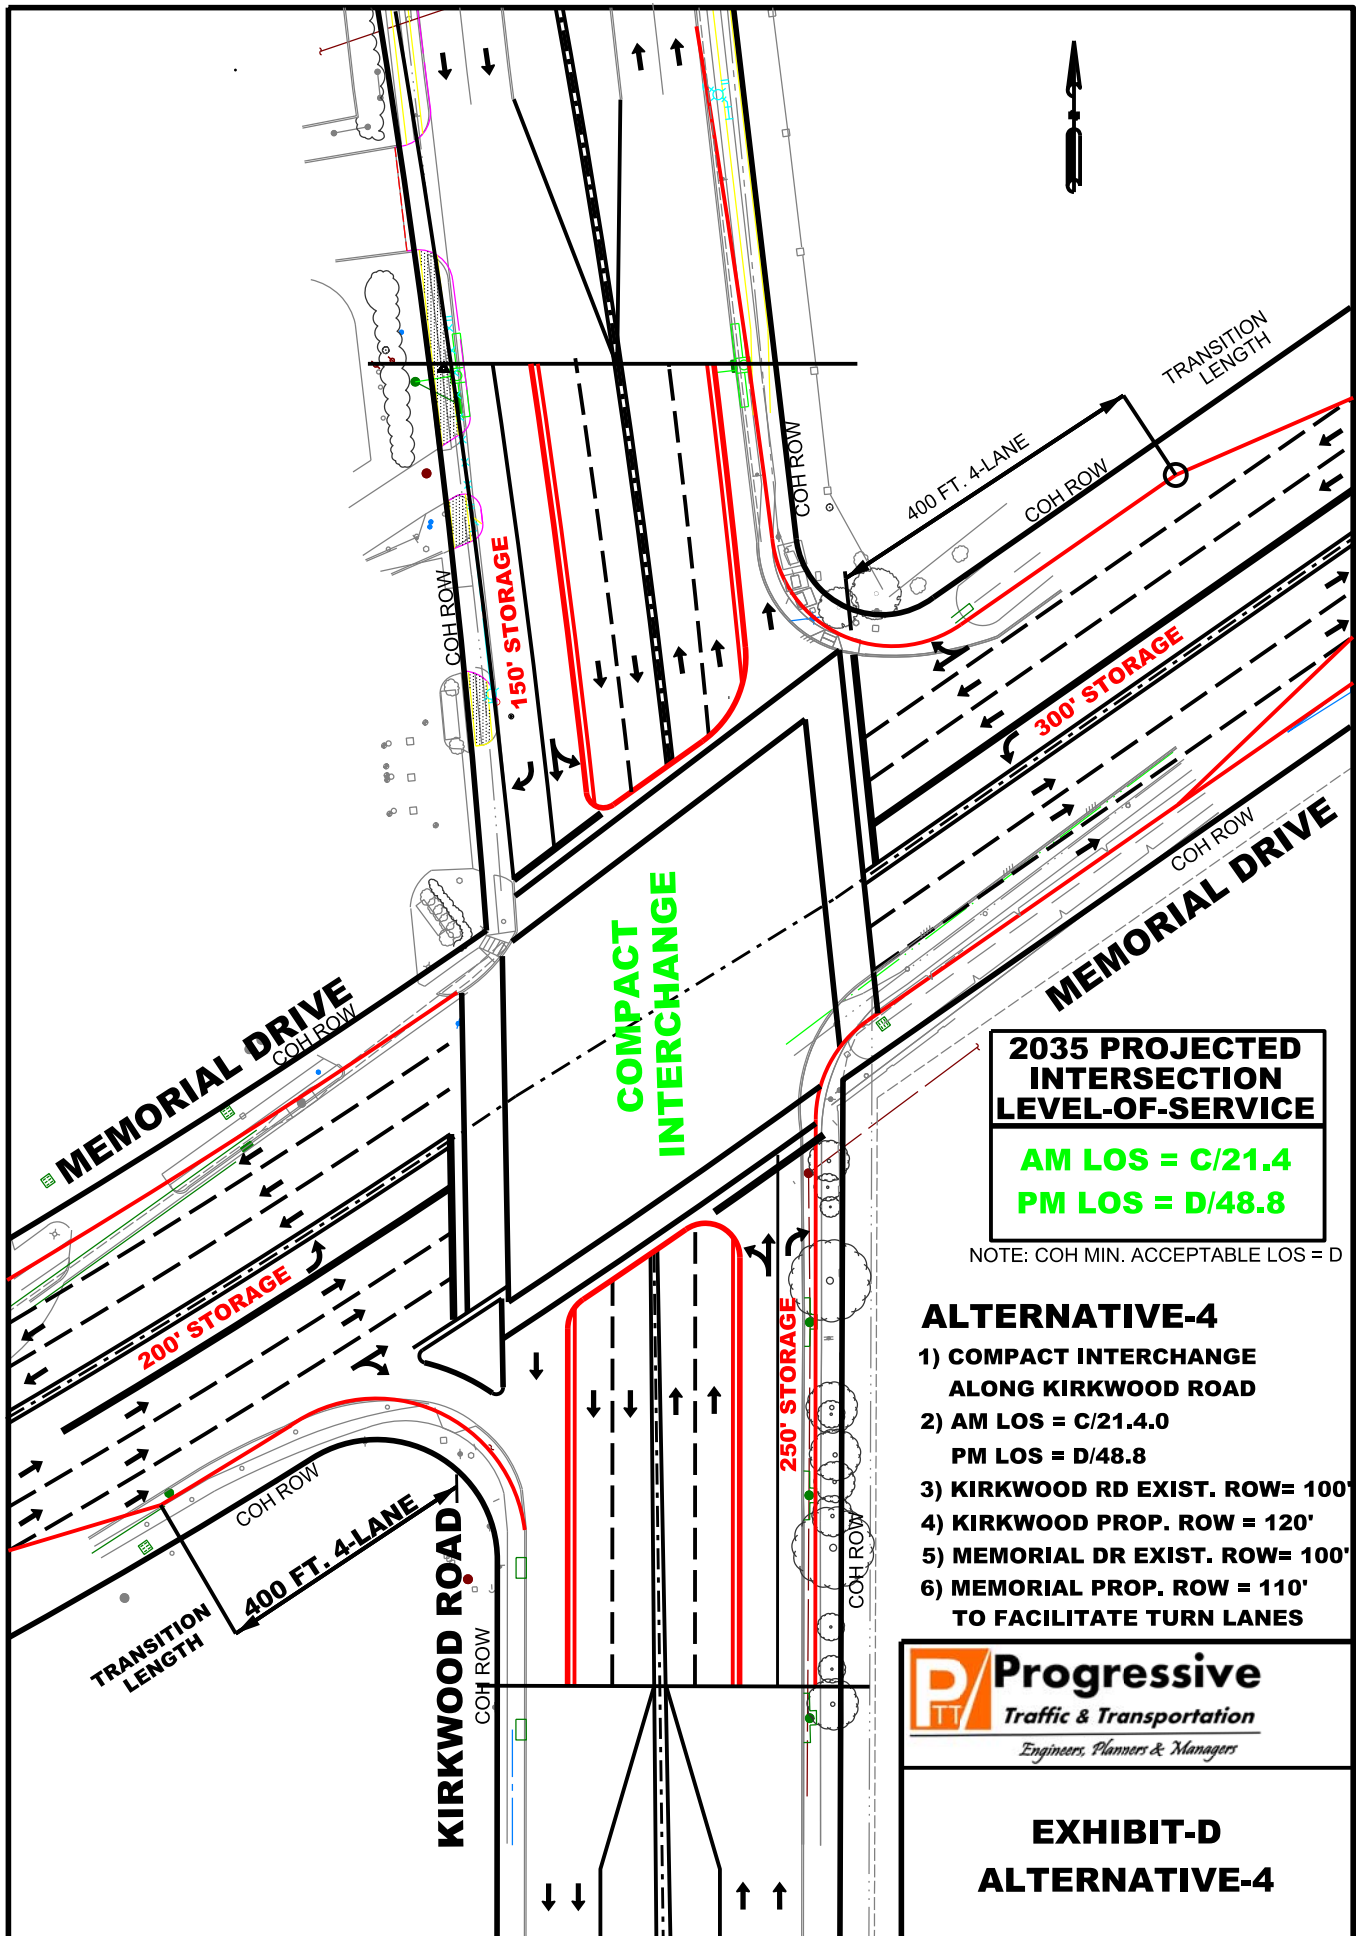 TRANSITION
LENGTH
400 FT. 4-LANE
COH ROW
COH ROW
COH ROW
150' STORAGE
300' STORAGE
COH ROW
MEMORIAL DRIVE
COMPACT
INTERCHANGE
MEMORIAL DRIVE
COH ROW
2035 PROJECTED
INTERSECTION
LEVEL-OF-SERVICE
AM LOS = C/21.4
PM LOS = D/48.8
NOTE: COH MIN. ACCEPTABLE LOS = D
200' STORAGE
250' STORAGE
COH ROW
400 FT. 4-LANE
TRANSITION
LENGTH
KIRKWOOD ROAD
COH ROW
COH ROW
ALTERNATIVE-4
1) COMPACT INTERCHANGE
ALONG KIRKWOOD ROAD
2) AM LOS = C/21.4.0
PM LOS = D/48.8
3) KIRKWOOD RD EXIST. ROW= 100'
4) KIRKWOOD PROP. ROW = 120'
5) MEMORIAL DR EXIST. ROW= 100'
6) MEMORIAL PROP. ROW = 110'
TO FACILITATE TURN LANES
PTT
Progressive
Traffic & Transportation
Engineers, Planners & Managers
EXHIBIT-D
ALTERNATIVE-4